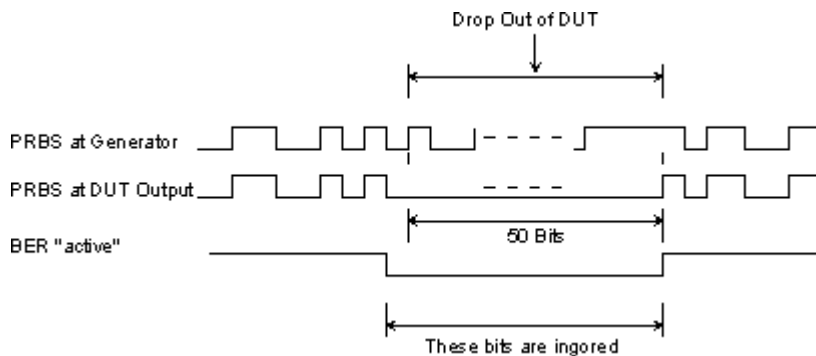 Drop Out of DUT
PRBS at Generator
PRBS at DUT Output
50 Bits
BER "active"
These bits are ingored